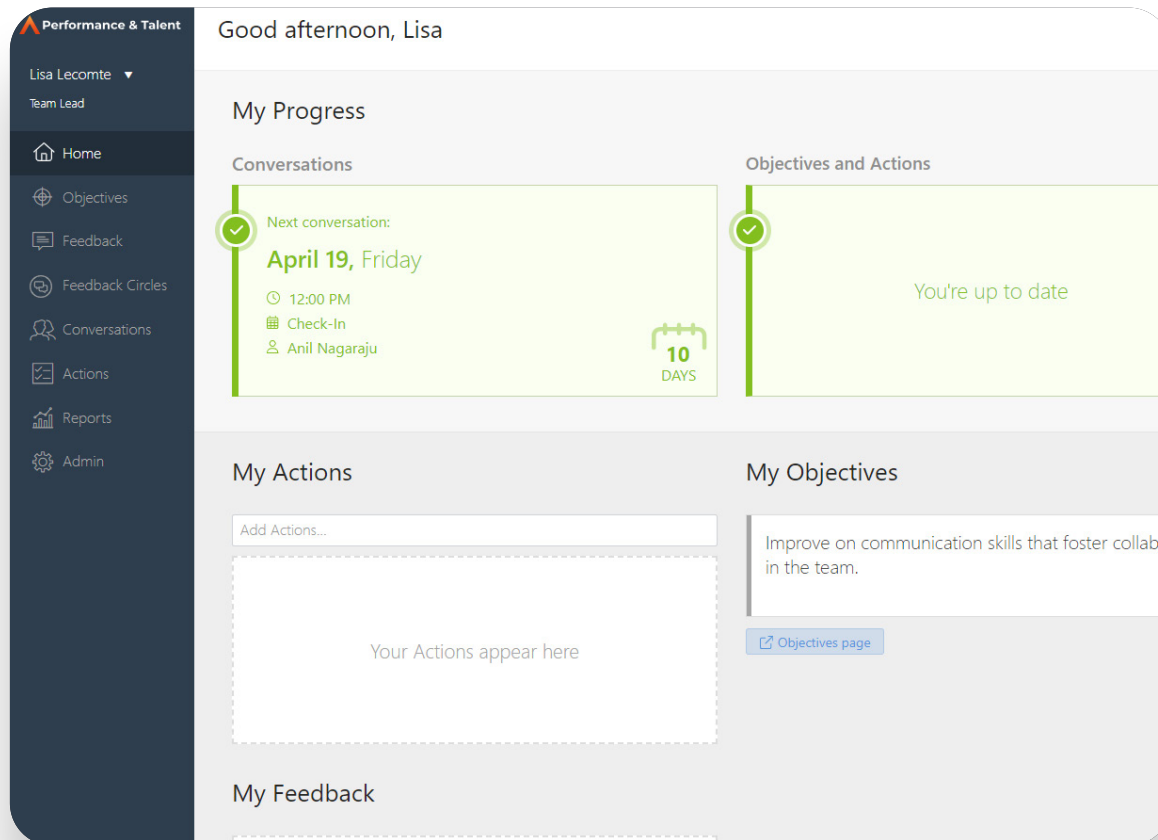 Performance & Talent
Lisa Lecomte
Team Lead
Home
Objectives
Feedback
Feedback Circles
Conversations
Actions
Reports
Admin
Good afternoon, Lisa
My Progress
Conversations
Next conversation:
April 19, Friday
12:00 PM
Check-In
Anil Nagaraju
10
DAYS
Objectives and Actions
You're up to date
My Actions
Add Actions...
Your Actions appear here
My Objectives
Improve on communication skills that foster collab
in the team.
Objectives page
My Feedback